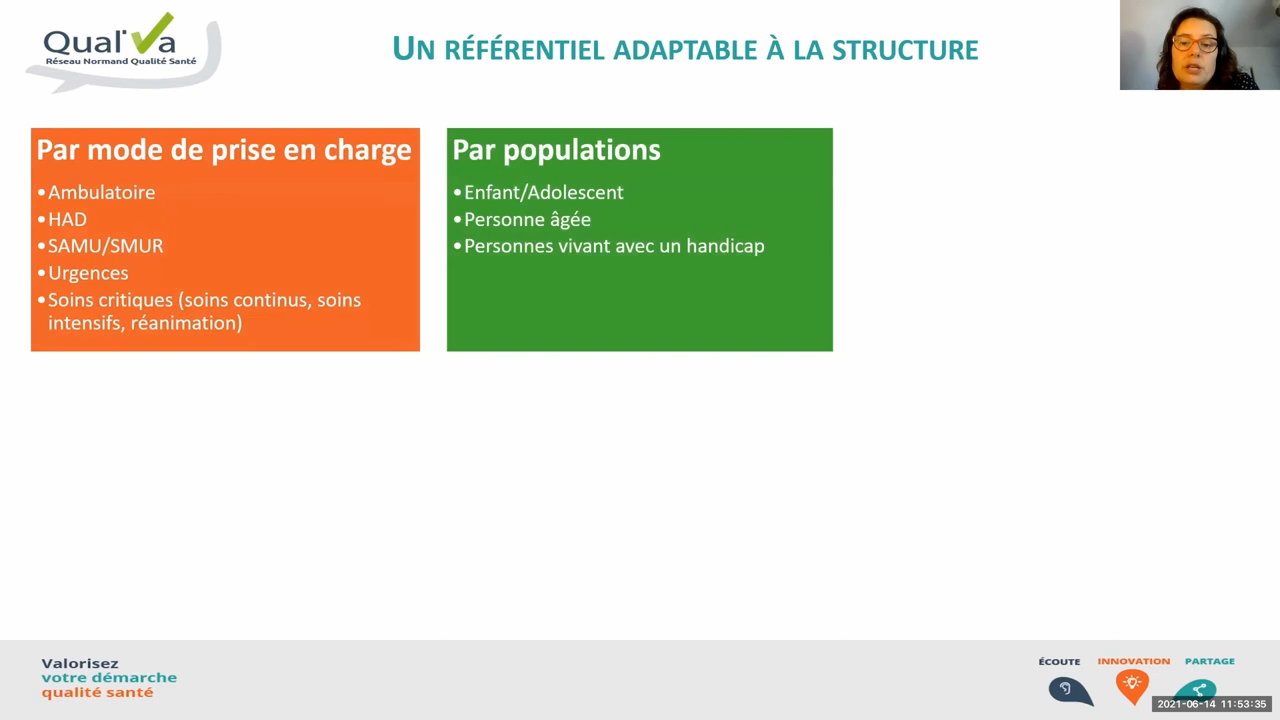 Qual'Va
Réseau Normand Qualité Santé
UN RÉFÉRENTIEL ADAPTABLE À LA STRUCTURE
Par mode de prise en charge
•Ambulatoire
•HAD
•SAMU/SMUR
•Urgences
•Soins critiques (soins continus, soins
intensifs, réanimation)
Par populations
•Enfant/Adolescent
•Personne âgée
•Personnes vivant avec un handicap
Valorisez
votre démarche
qualité santé
ÉCOUTE
INNOVATION
PARTAGE
2021-06-14 11:53:35